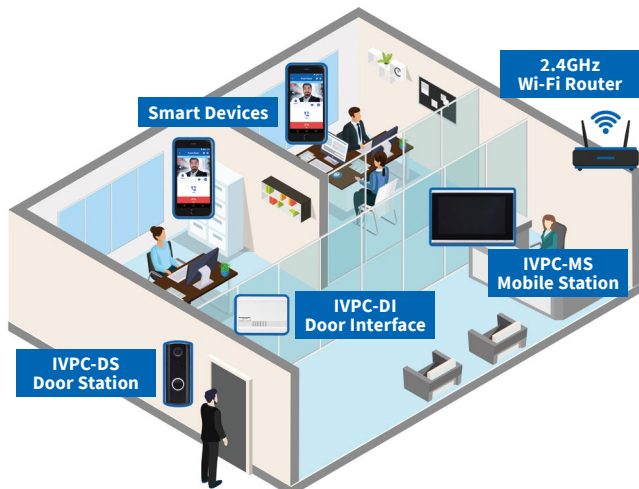 2.4GHz
Wi-Fi Router
Smart Devices
IVPC-MS
Mobile Station
IVPC-DI
Door Interface
IVPC-DS
Door Station